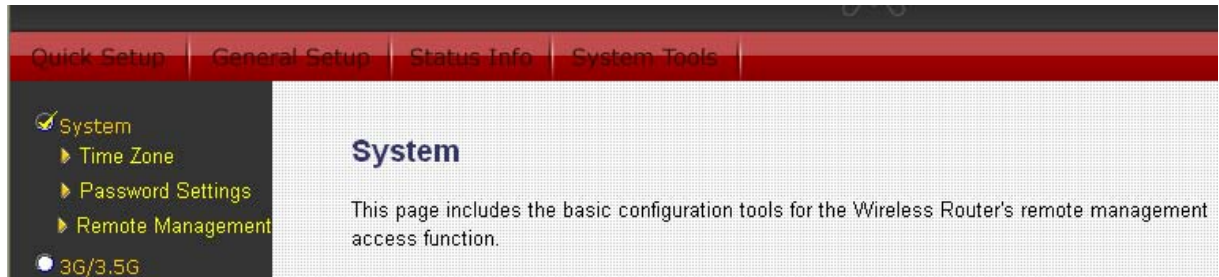 Quick Setup General Setup Status Info System Tools
System
Time Zone
Password Settings
Remote Management
3G/3.5G
System
This page includes the basic configuration tools for the Wireless Router's remote management
access function.